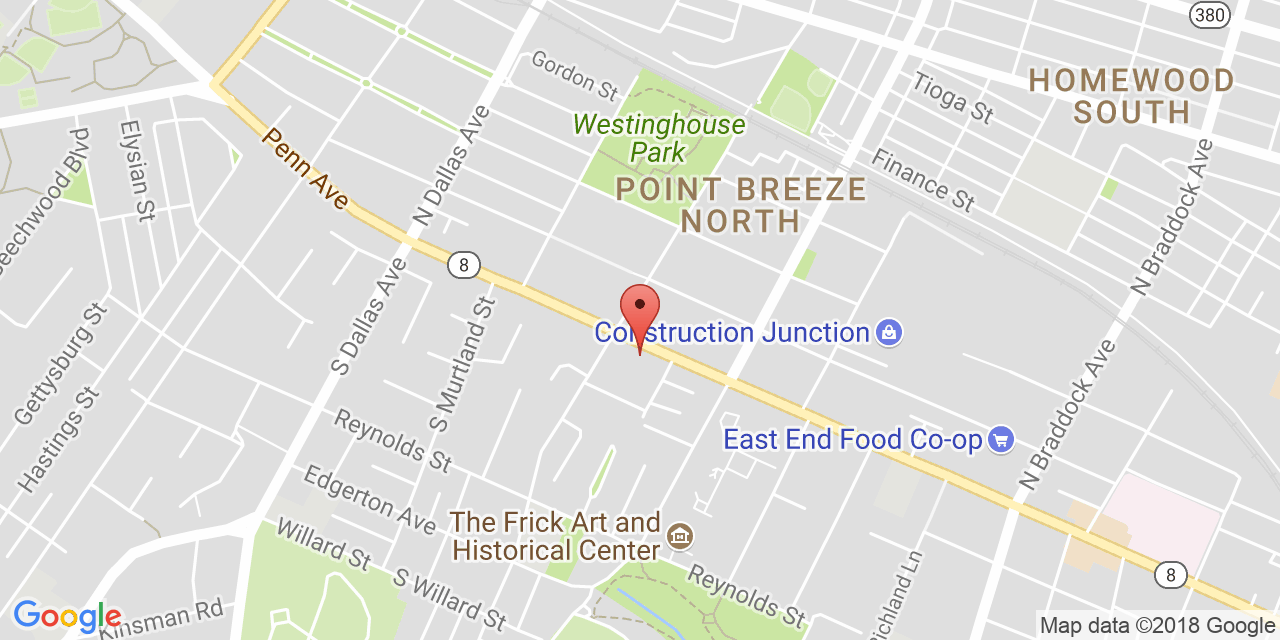 380
HOMEWOOD
SOUTH
Gordon St
Tioga St
Westinghouse
Park
Penn Ave
N Dallas Ave
Elysian St
Beechwood Blvd
Finance St
POINT BREEZE
NORTH
N Braddock Ave
8
S Dallas Ave
S Murtland St
Construction Junction
Gettysburg St
Hastings St
Reynolds St
East End Food Co-op
N Braddock Ave
Edgerton Ave
The Frick Art and
Historical Center
Willard St
S Willard St
Reynolds St
Richland Ln
8
Kinsman Rd
Google
Map data ©2018 Google